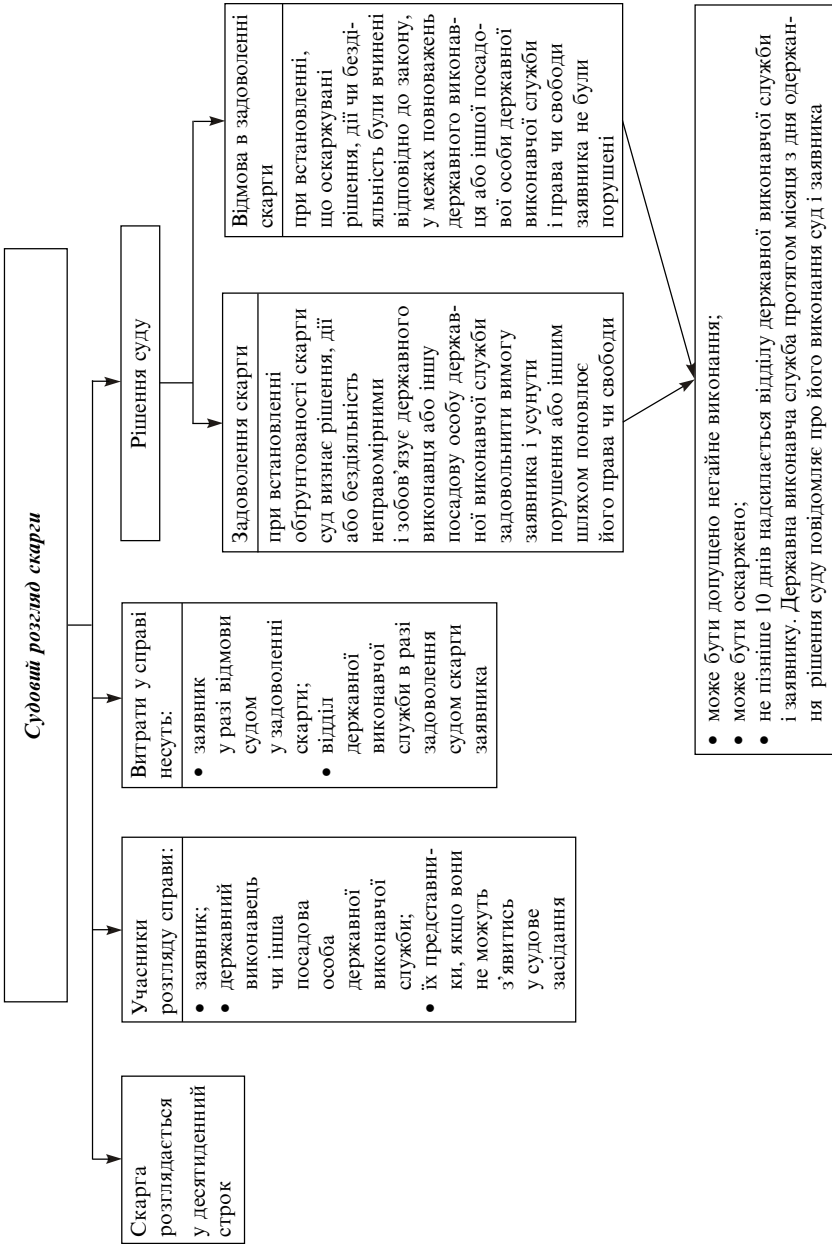 Судовий розгляд скарги
Скарга
розглядається
у десятиденний
строк
Учасники
розгляду справи:
• заявник;
• державний
виконавець
чи інша
посадова
особа
державної
виконавчої
служби;
• їх представни-
ки, якщо вони
не можуть
з’явитись
у судове
засідання
Витрати у справі
несуть:
• заявник
у разі відмови
судом
у задоволенні
скарги;
• відділ
державної
виконавчої
служби в разі
задоволення
судом скарги
заявника
Рішення суду
Задоволення скарги
при встановленні
обґрунтованості скарги
суд визнає рішення, дії
або бездіяльність
неправомірними
і зобов’язує державного
виконавця або іншу
посадову особу держав-
ної виконавчої служби
задовольнити вимогу
заявника і усунути
порушення або іншим
шляхом поновлює
його права чи свободи
Відмова в задоволенні
скарги
при встановленні,
що оскаржувані
рішення, дії чи безді-
яльність були вчинені
відповідно до закону,
у межах повноважень
державного виконав-
ця або іншої посадо-
вої особи державної
виконавчої служби
і права чи свободи
заявника не були
порушені
• може бути допущено негайне виконання;
• може бути оскаржено;
• не пізніше 10 днів надсилається відділу державної виконавчої служби
і заявнику. Державна виконавча служба протягом місяця з дня одержан-
ня рішення суду повідомляє про його виконання суд і заявника